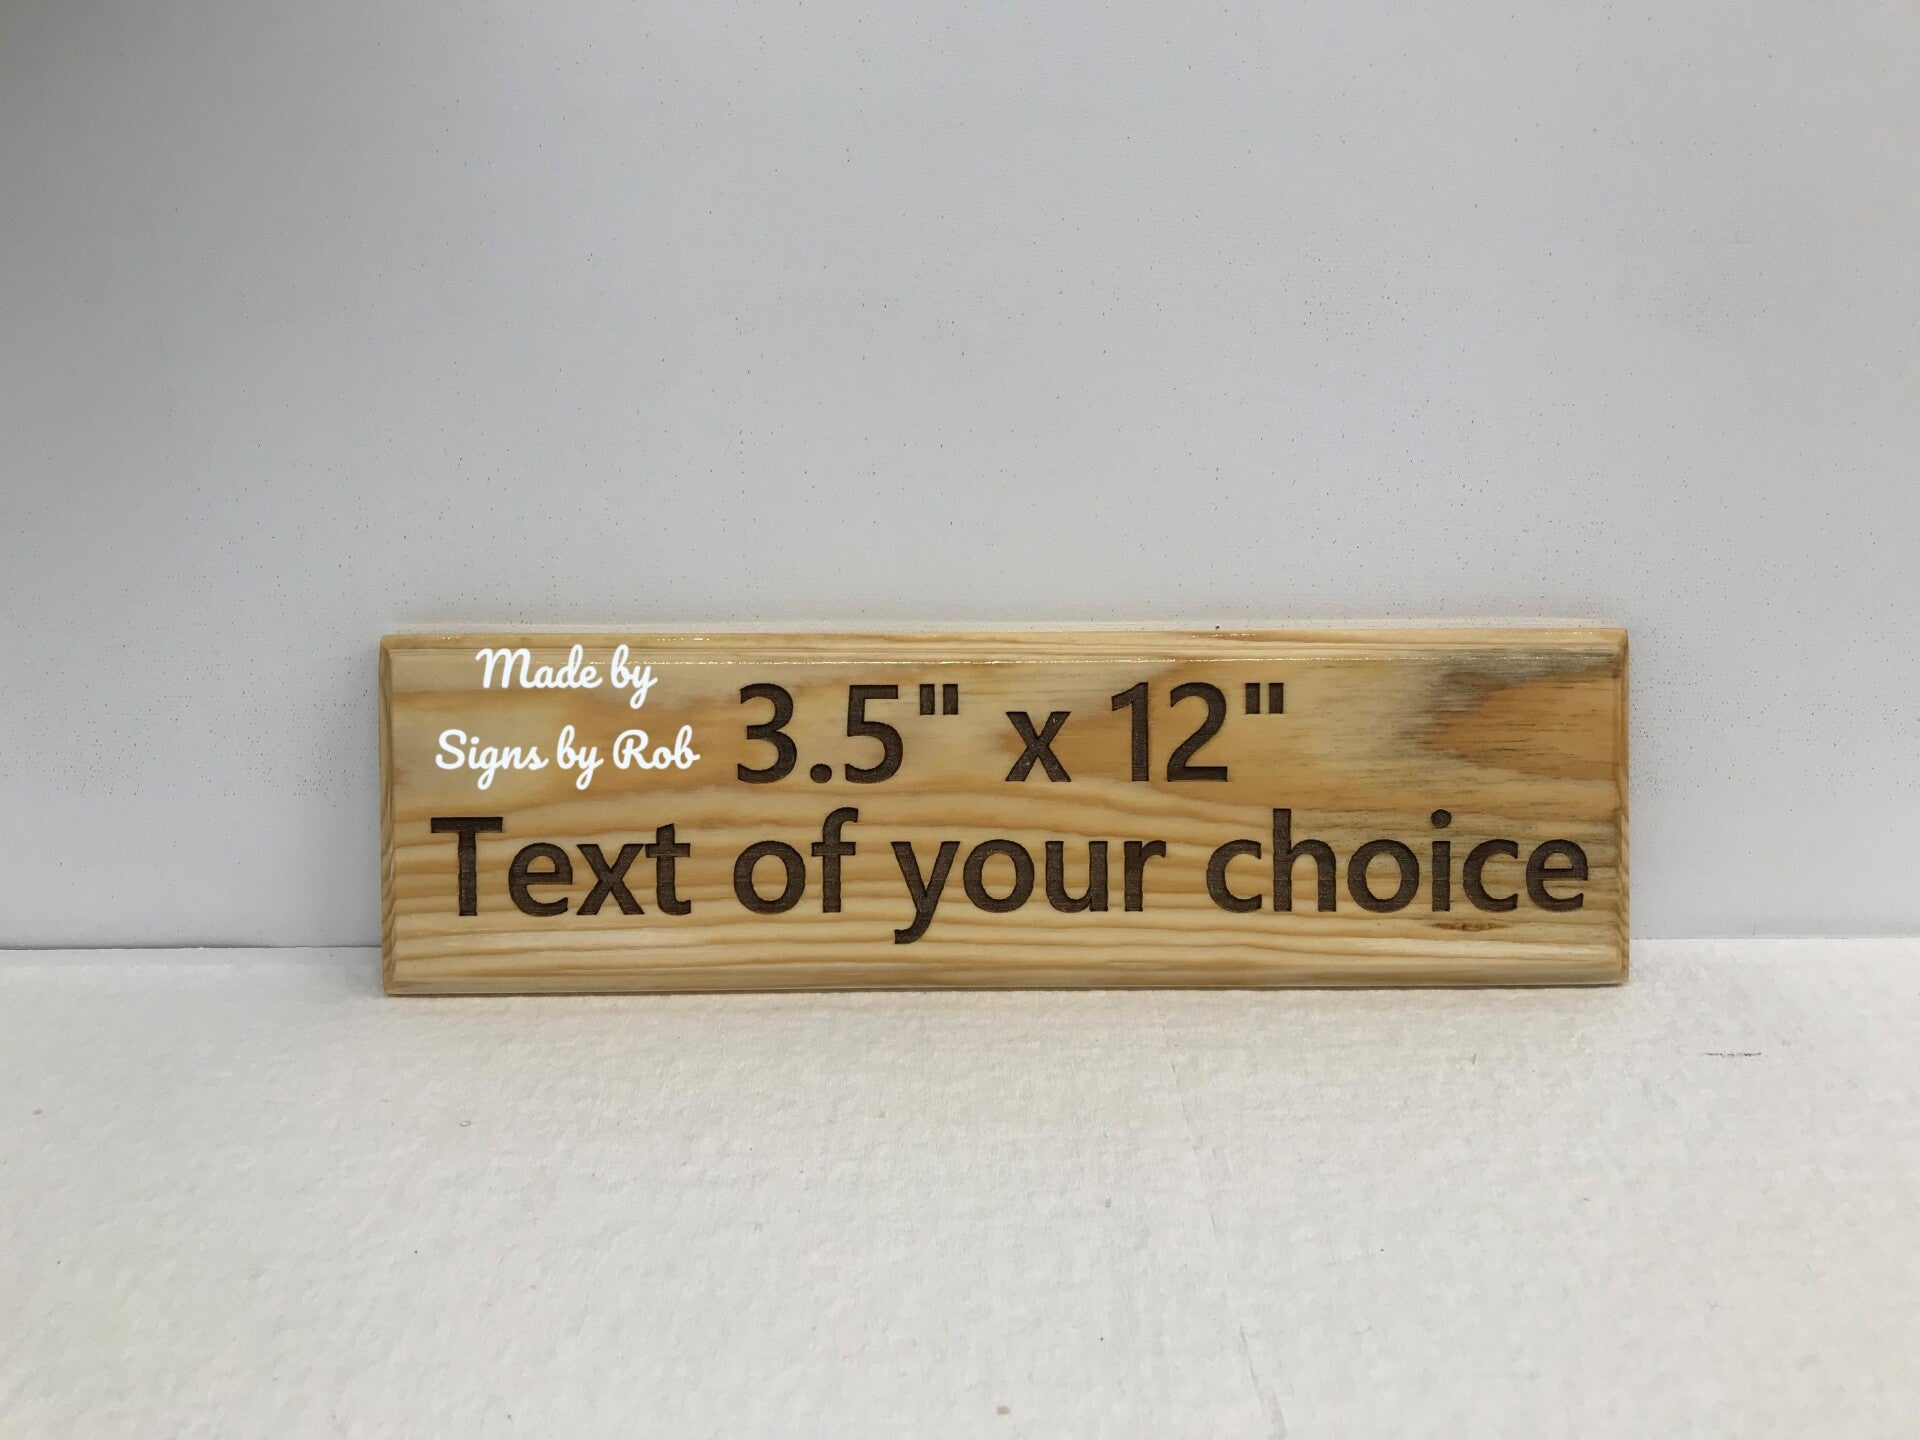 Made by
Signs by Rob
3.5" x 12"
Text of your choice